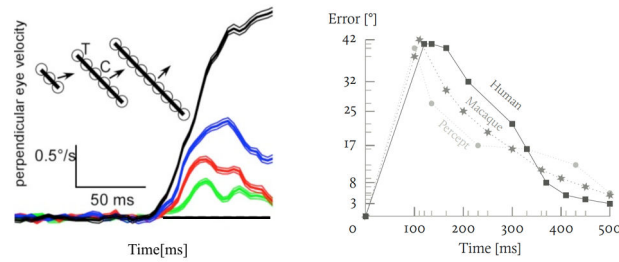 perpendicular eye velocity
T
C
0.5°/s
50 ms
Time[ms]
Error [°]
42
32
25
17
8
3
0
100
200
300
400
500
Human
Macaque
Percept
Time [ms]